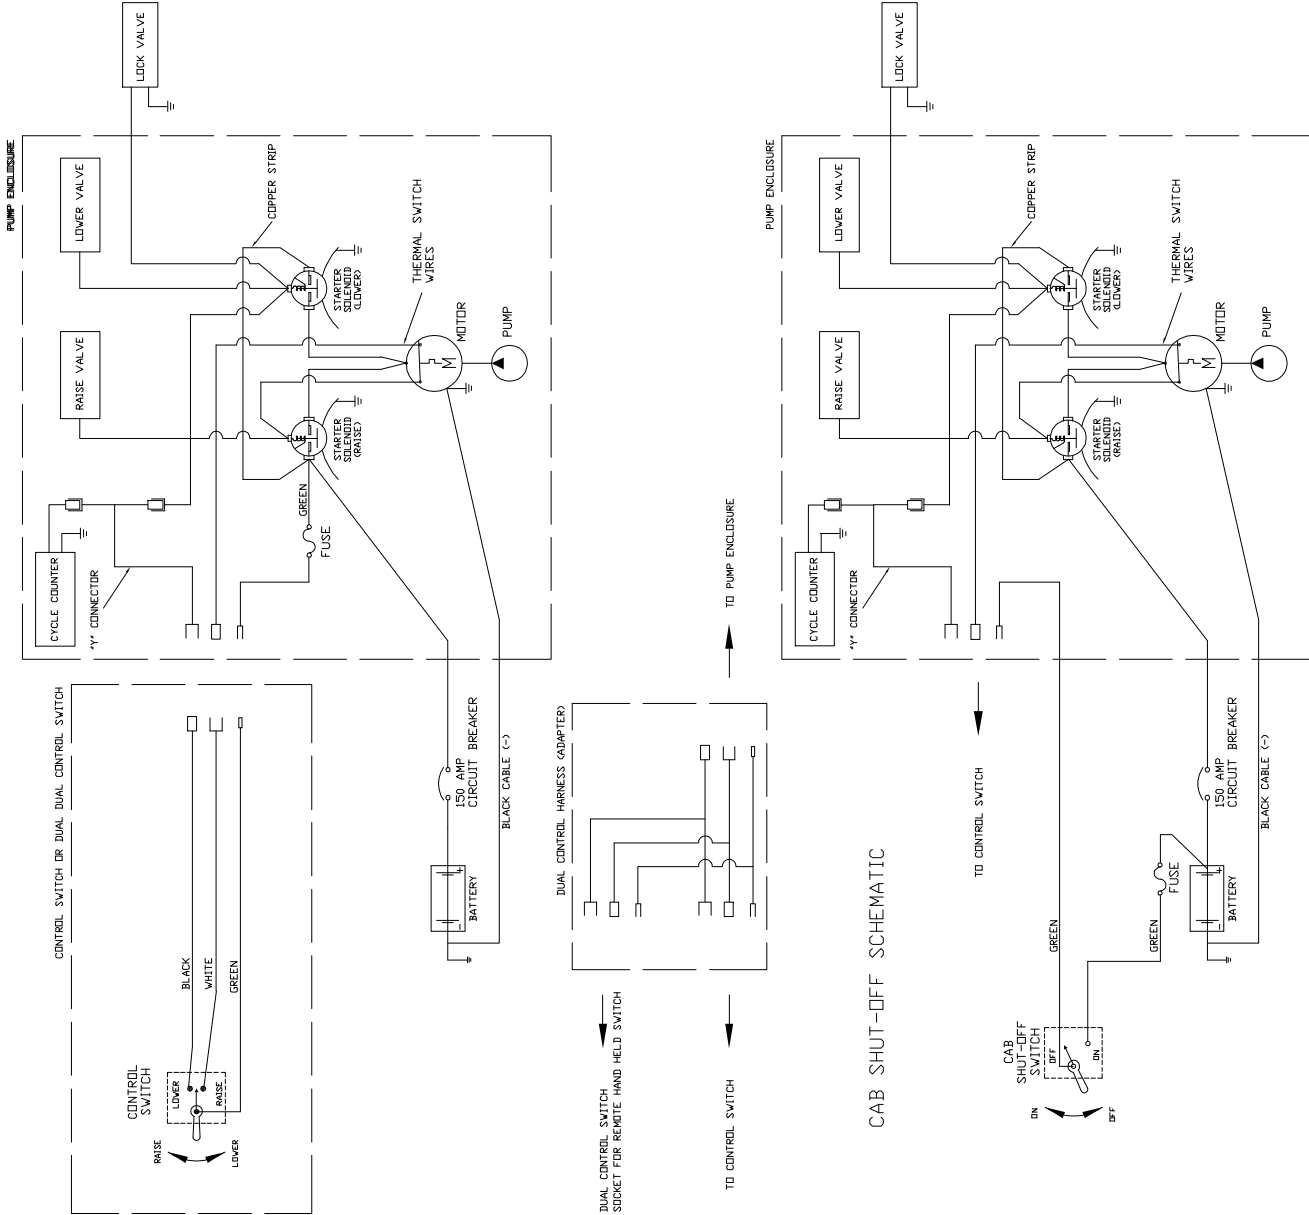 LOCK VALVE
PUMP ENCLOSURE
LOWER VALVE
COPPER STRIP
THERMAL SWITCH
WIRES
STARTER
SOLENOID
(LOWER)
MOTOR
M
PUMP
RAISE VALVE
STARTER
SOLENOID
(RAISE)
GREEN
FUSE
CYCLE COUNTER
"Y" CONNECTOR
CONTROL SWITCH OR DUAL CONTROL SWITCH
BLACK
WHITE
GREEN
CONTROL
SWITCH
LOWER
RAISE
RAISE
LOWER
150 AMP
CIRCUIT BREAKER
BLACK CABLE (-)
+
-
BATTERY
TO PUMP ENCLOSURE
DUAL CONTROL HARNESS (ADAPTER)
DUAL CONTROL SWITCH
SOCKET FOR REMOTE HAND HELD SWITCH
TO CONTROL SWITCH
LOCK VALVE
PUMP ENCLOSURE
LOWER VALVE
COPPER STRIP
THERMAL SWITCH
WIRES
STARTER
SOLENOID
(LOWER)
MOTOR
M
PUMP
RAISE VALVE
STARTER
SOLENOID
(RAISE)
CYCLE COUNTER
"Y" CONNECTOR
TO CONTROL SWITCH
150 AMP
CIRCUIT BREAKER
BLACK CABLE (-)
FUSE
+
-
BATTERY
GREEN
GREEN
CAB SHUT-OFF SCHEMATIC
CAB
SHUT-OFF
SWITCH
OFF
ON
ON
OFF